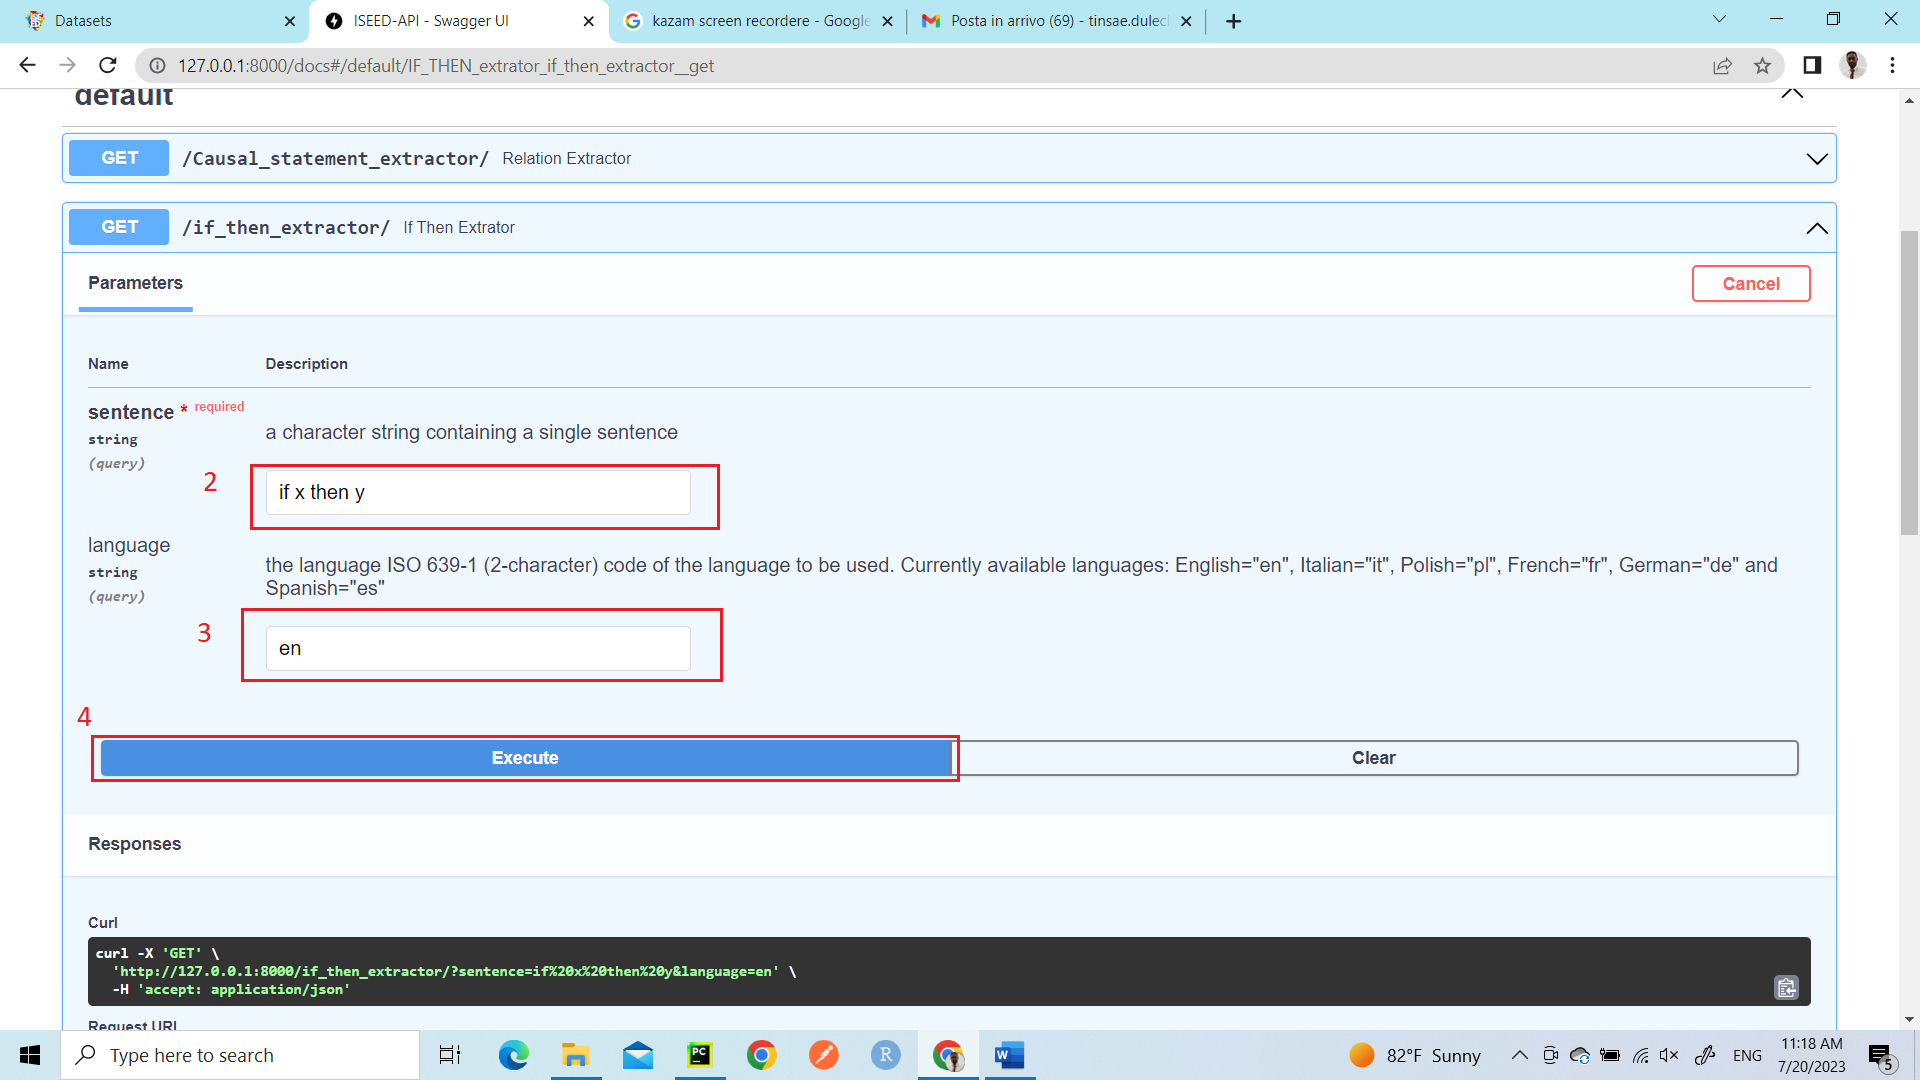 Datasets
ISEED-API - Swagger UI
kazam screen recordere - Google
Posta in arrivo (69) - tinsae.dulecl
127.0.0.1:8000/docs#/default/IF_THEN_extrator_if_then_extractor__get
default
GET /Causal_statement_extractor/ Relation Extractor
GET /if_then_extractor/ If Then Extrator
Parameters
Cancel
Name Description
sentence * required
string
(query)
a character string containing a single sentence
2
if x then y
language
string
(query)
the language ISO 639-1 (2-character) code of the language to be used. Currently available languages: English="en", Italian="it", Polish="pl", French="fr", German="de" and
Spanish="es"
3
en
4
Execute
Clear
Responses
Curl
curl -X 'GET' \
'http://127.0.0.1:8000/if_then_extractor/?sentence=if%20x%20then%20y&language=en' \
-H 'accept: application/json'
Request URL
Type here to search
PC
R
W
82°F Sunny
ENG
11:18 AM
7/20/2023
5